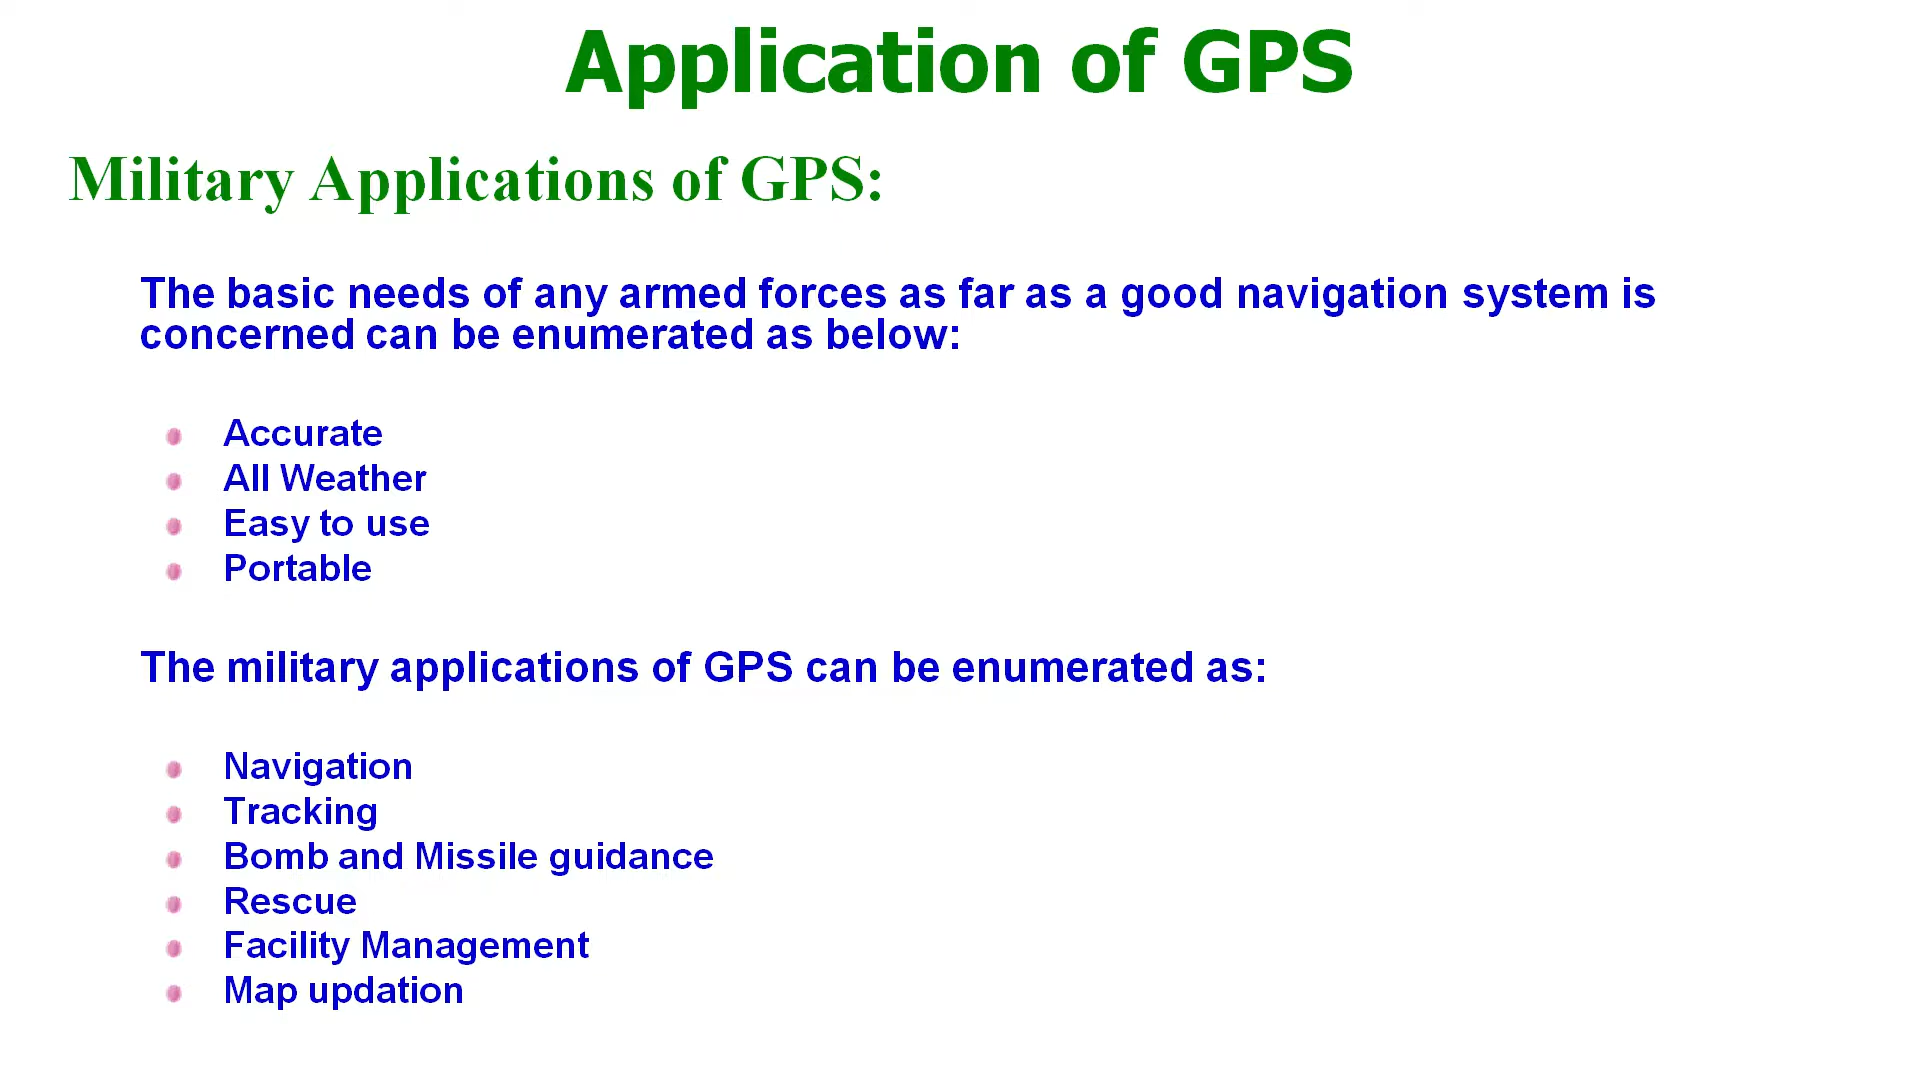 Application of GPS
Military Applications of GPS:
The basic needs of any armed forces as far as a good navigation system is
concerned can be enumerated as below:
Accurate
All Weather
Easy to use
Portable
The military applications of GPS can be enumerated as:
Navigation
Tracking
Bomb and Missile guidance
Rescue
Facility Management
Map updation